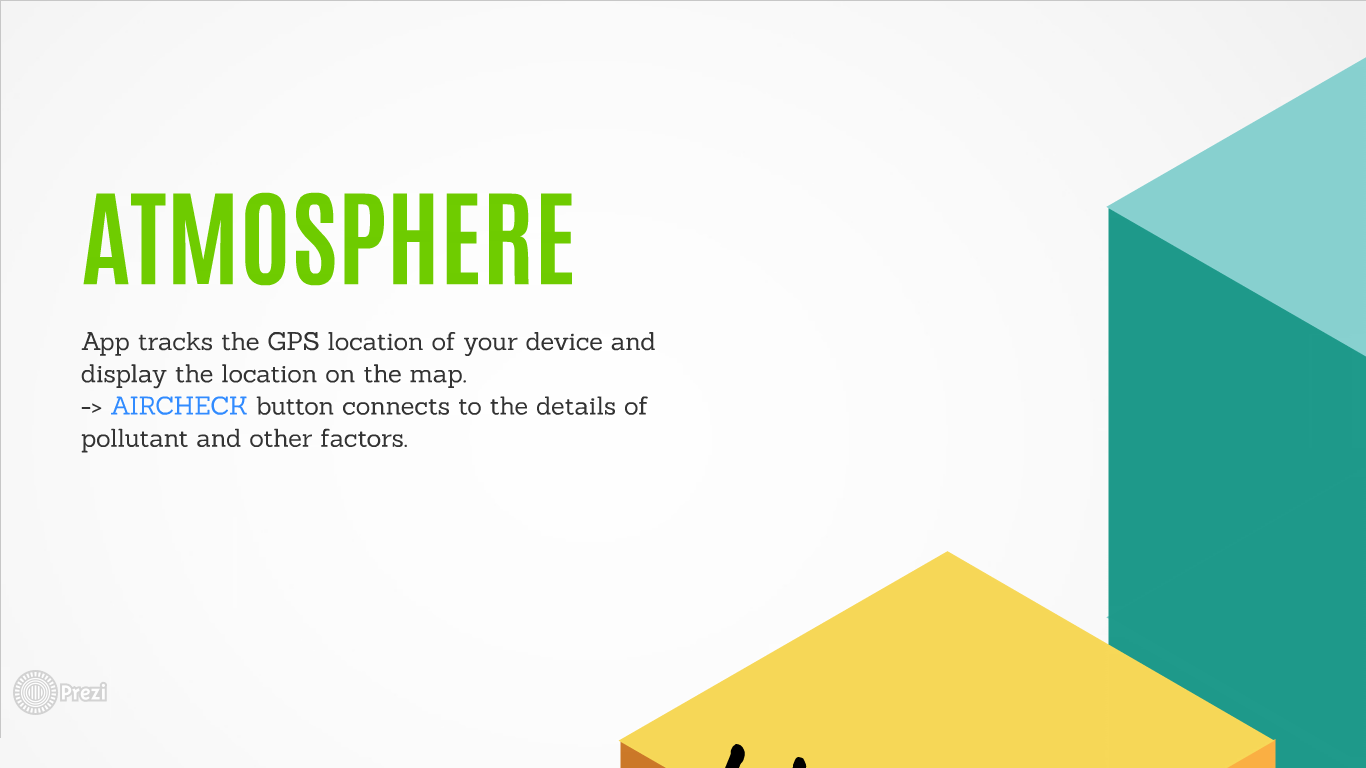 ATMOSPHERE
App tracks the GPS location of your device and
display the location on the map.
-> AIRCHECK button connects to the details of
pollutant and other factors.
Prezi